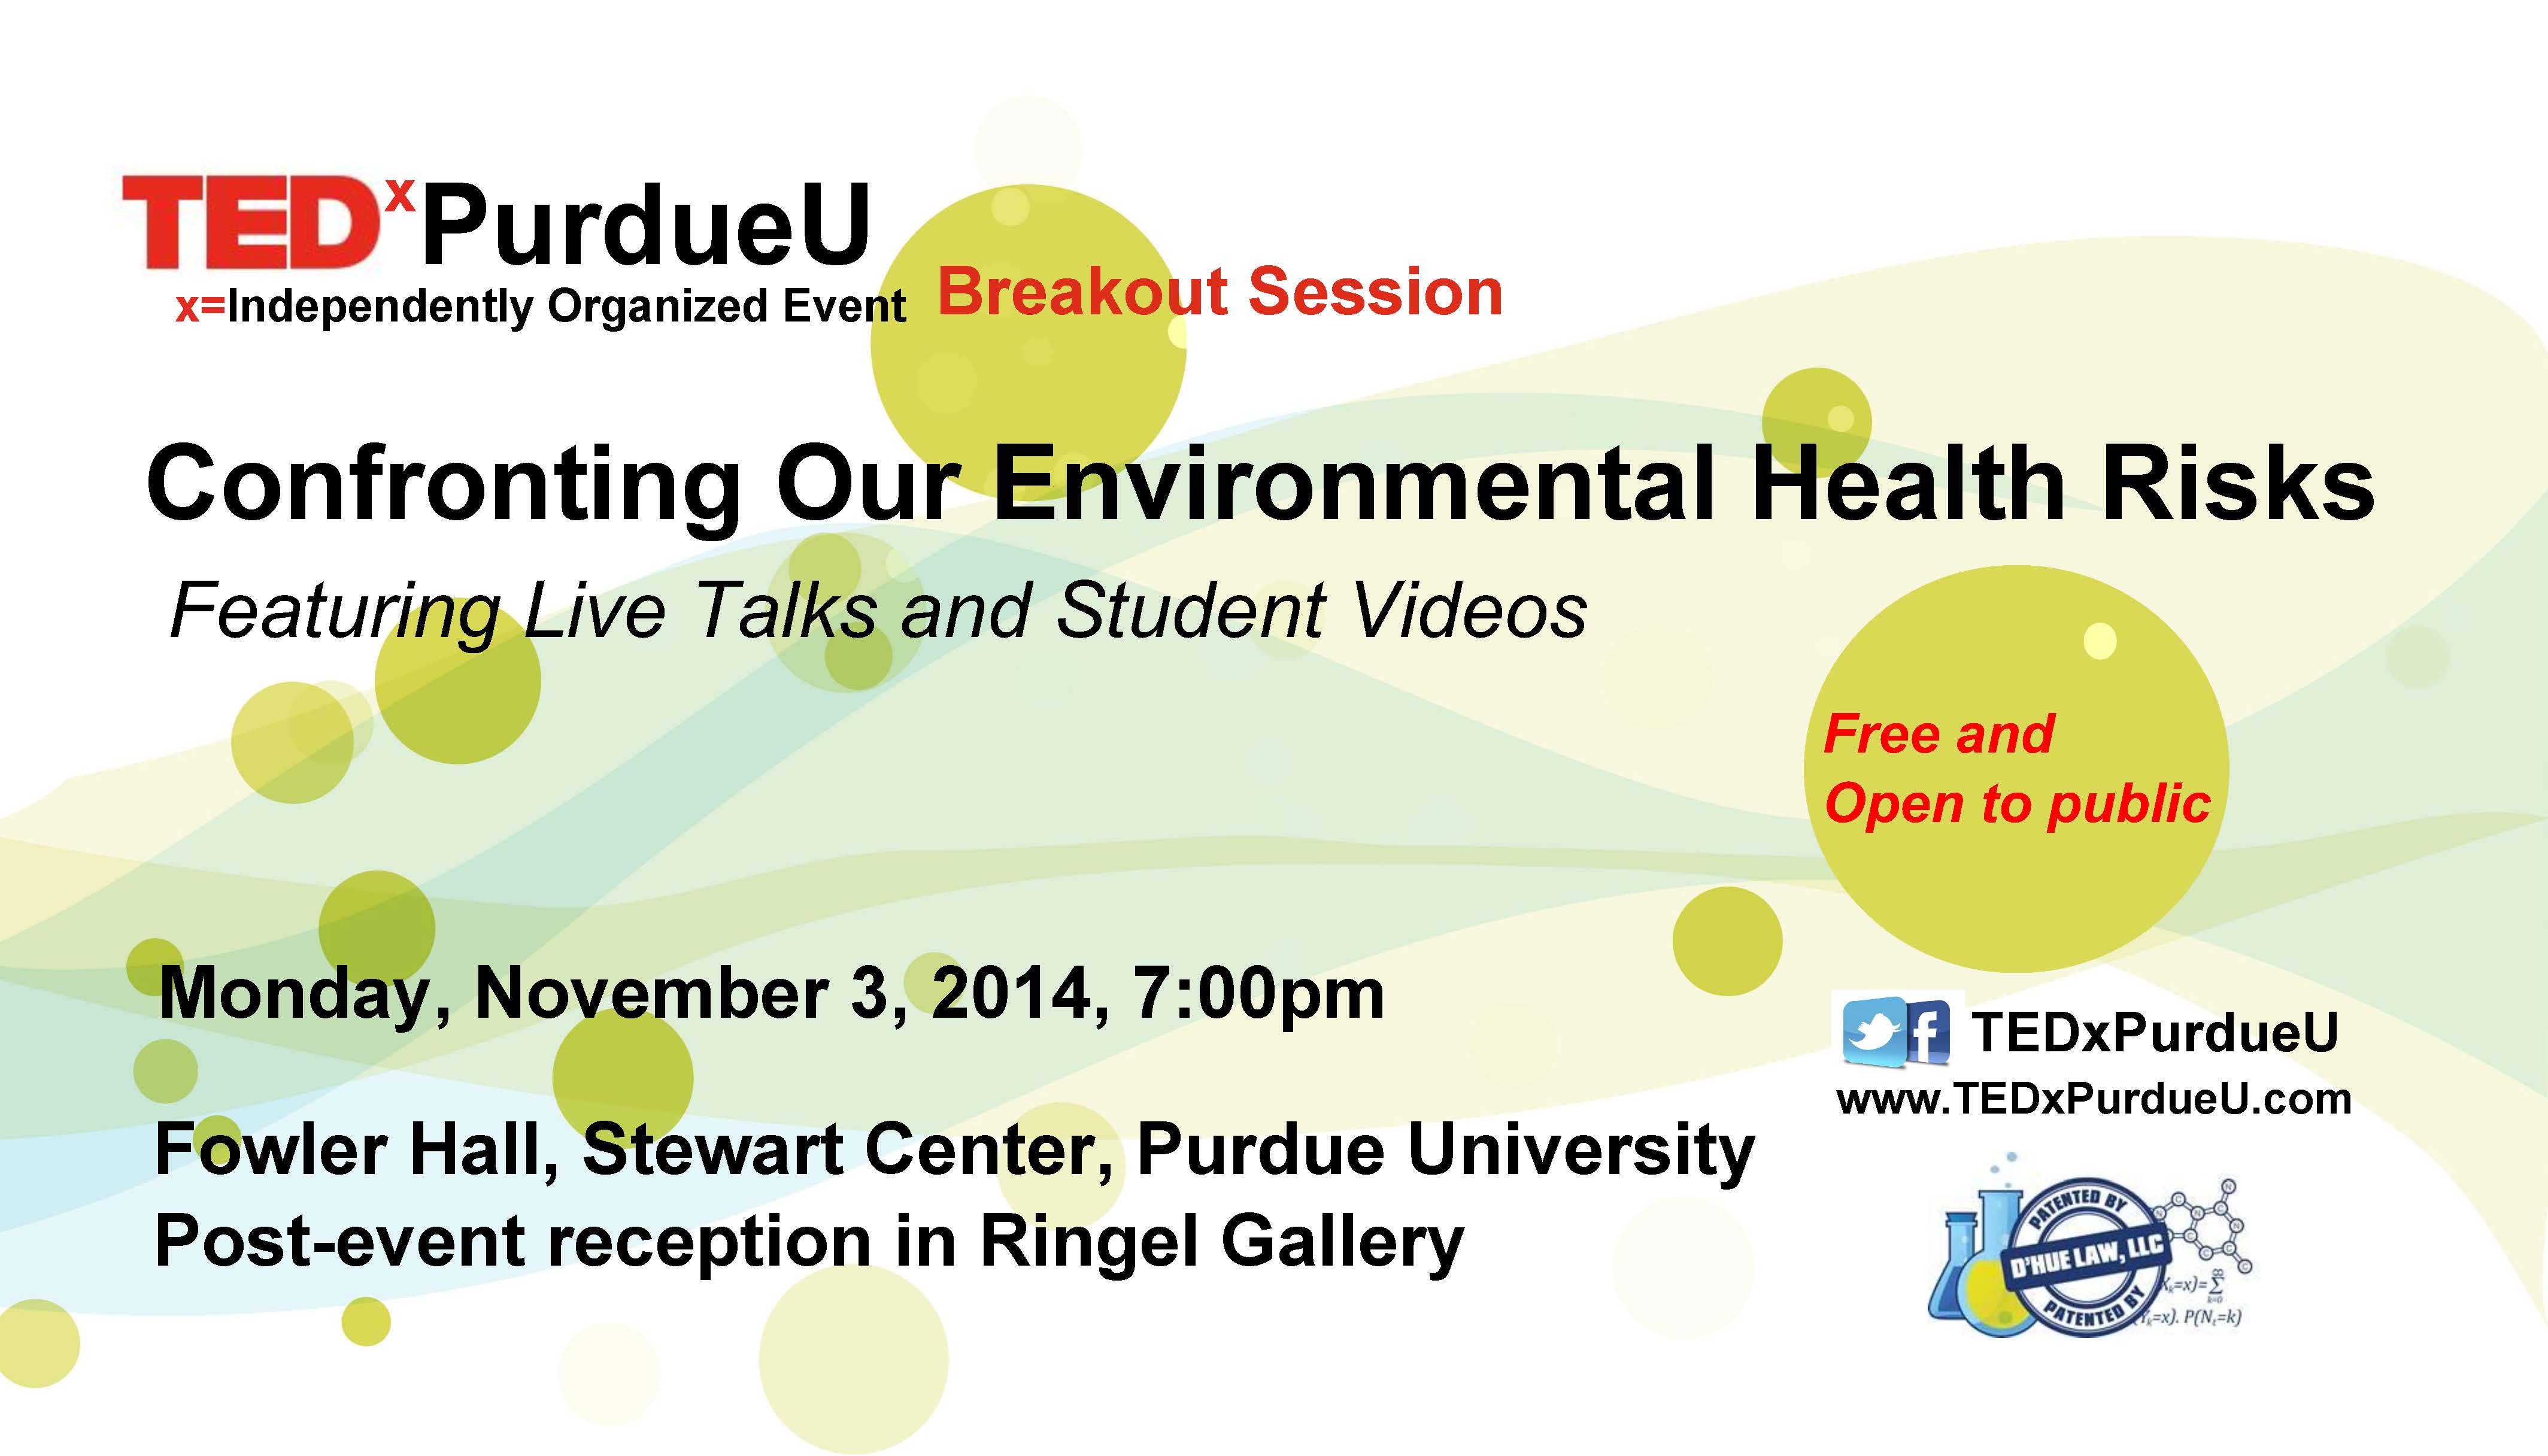 TEDxPurdueU
x=Independently Organized Event
Breakout Session
Confronting Our Environmental Health Risks
Featuring Live Talks and Student Videos
Free and
Open to public
Monday, November 3, 2014, 7:00pm
Fowler Hall, Stewart Center, Purdue University
Post-event reception in Ringel Gallery
f TEDxPurdueU
www.TEDxPurdueU.com
PATENTED BY
D'HUE LAW, LLC
PATENTED BY
P(Nₜ=k)